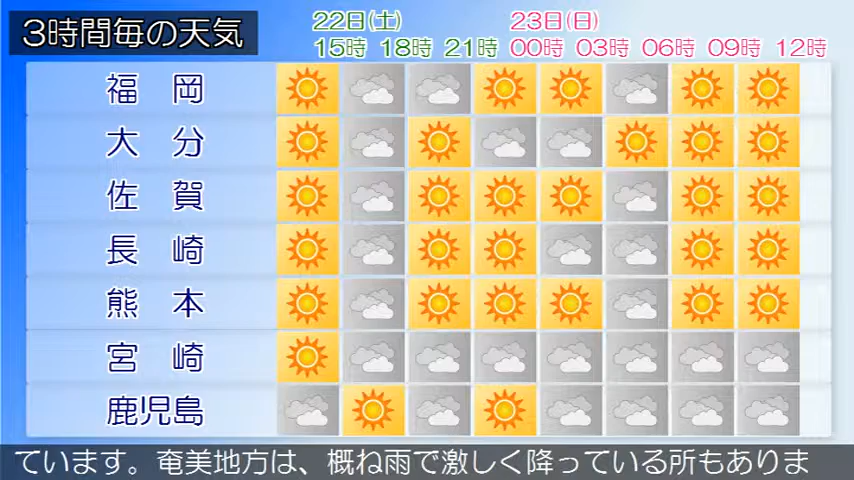 3時間毎の天気
22日(土) 23日(日)
15時 18時 21時 00時 03時 06時 09時 12時
福岡
大分
佐賀
長崎
熊本
宮崎
鹿児島
ています。奄美地方は、概ね雨で激しく降っている所もありま